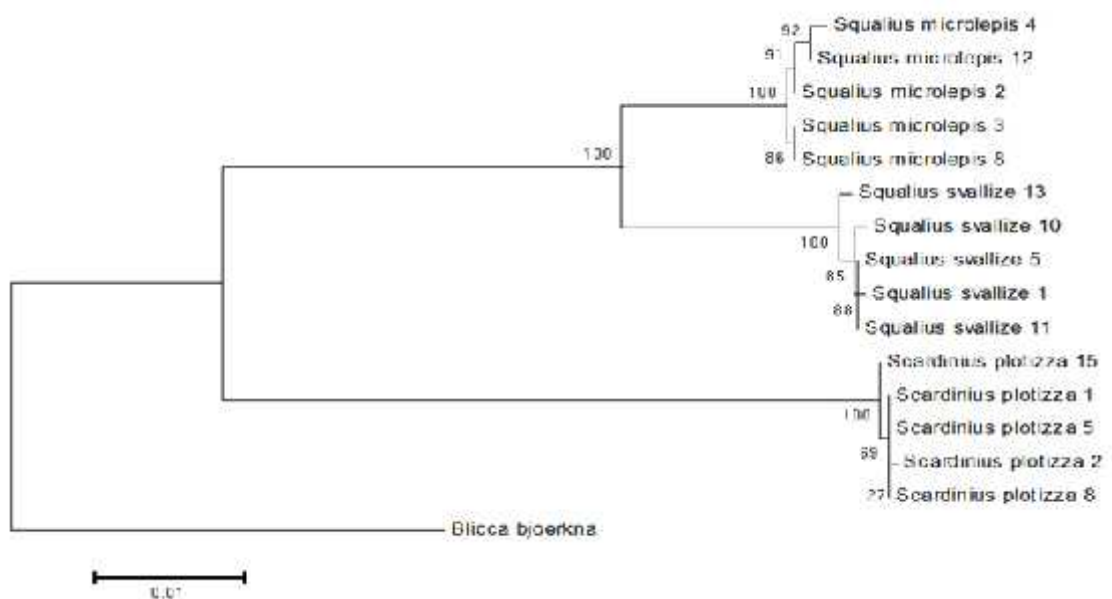 92
Squalius microlepis 4
91
Squalius microlepis 12
100
Squalius microlepis 2
Squalius microlepis 3
100
86
Squalius microlepis 8
Squalius svallize 13
Squalius svallize 10
100
Squalius svallize 5
85
Squalius svallize 1
88
Squalius svallize 11
Scardinius plotizza 15
Scardinius plotizza 1
100
Scardinius plotizza 5
69
Scardinius plotizza 2
27
Scardinius plotizza 8
Blicca bjoerkna
0.01